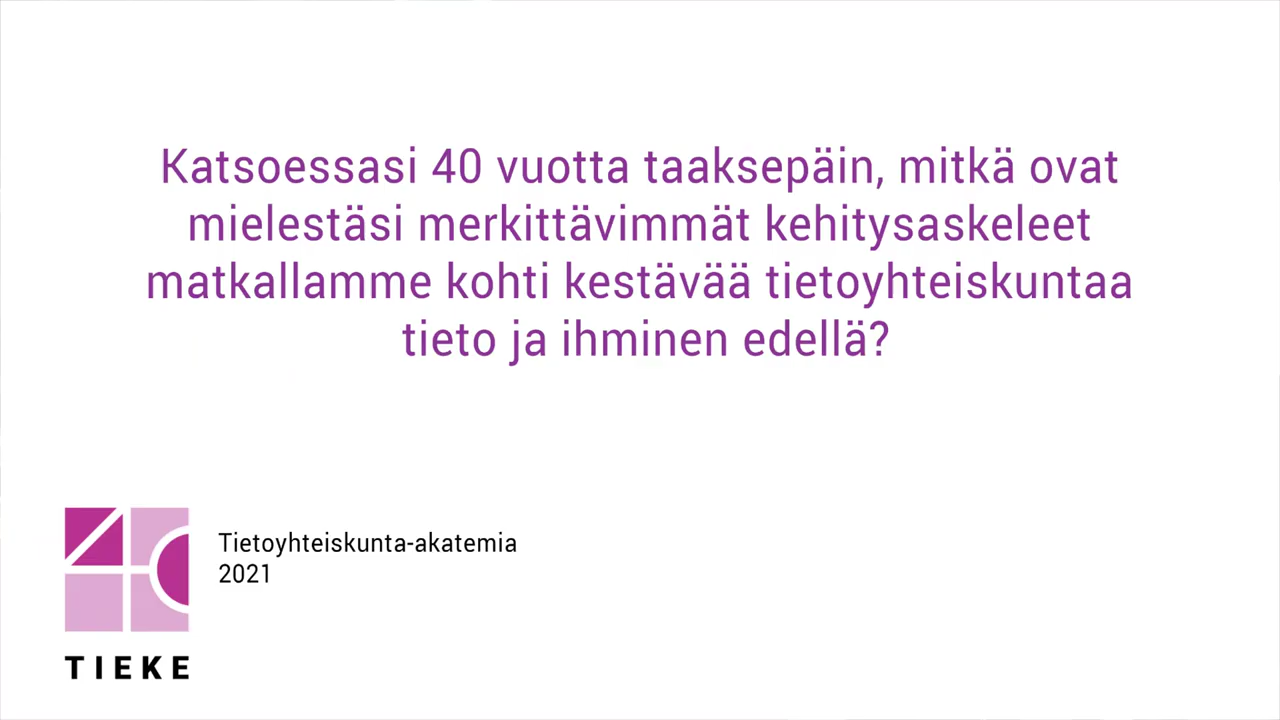 Katsoessasi 40 vuotta taaksepäin, mitkä ovat
mielestäsi merkittävimmät kehitysaskeleet
matkallamme kohti kestävää tietoyhteiskuntaa
tieto ja ihminen edellä?
40
Tietoyhteiskunta-akatemia
2021
TIEKE